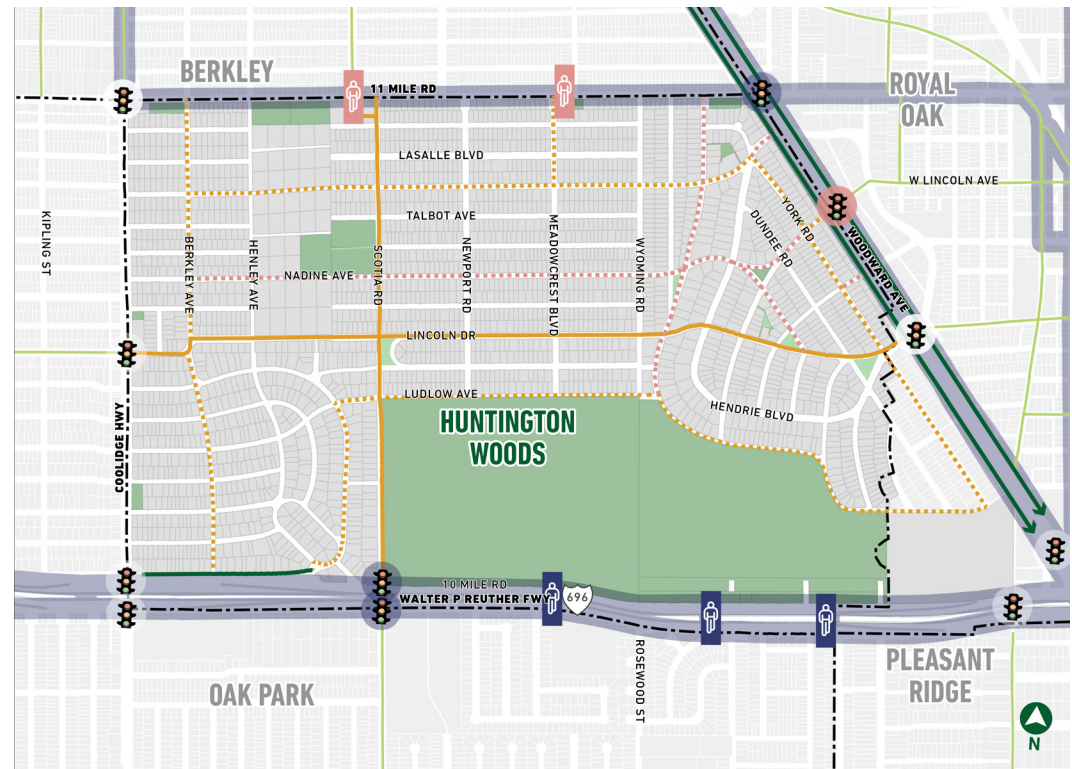 BERKLEY
11 MILE RD
ROYAL
OAK
LASALLE BLVD
W LINCOLN AVE
KIPLING ST
TALBOT AVE
YORK RD
DUNDEE RD
BERKLEY AVE
HENLEY AVE
SCOTIA RD
NEWPORT RD
MEADOWCREST BLVD
WYOMING RD
WOODWARD AVE
NADINE AVE
LINCOLN DR
LUDLOW AVE
HENDRIE BLVD
HUNTINGTON
WOODS
COOLIDGE HWY
10 MILE RD
WALTER P REUTHER FWY
696
ROSEWOOD ST
OAK PARK
PLEASANT
RIDGE
N